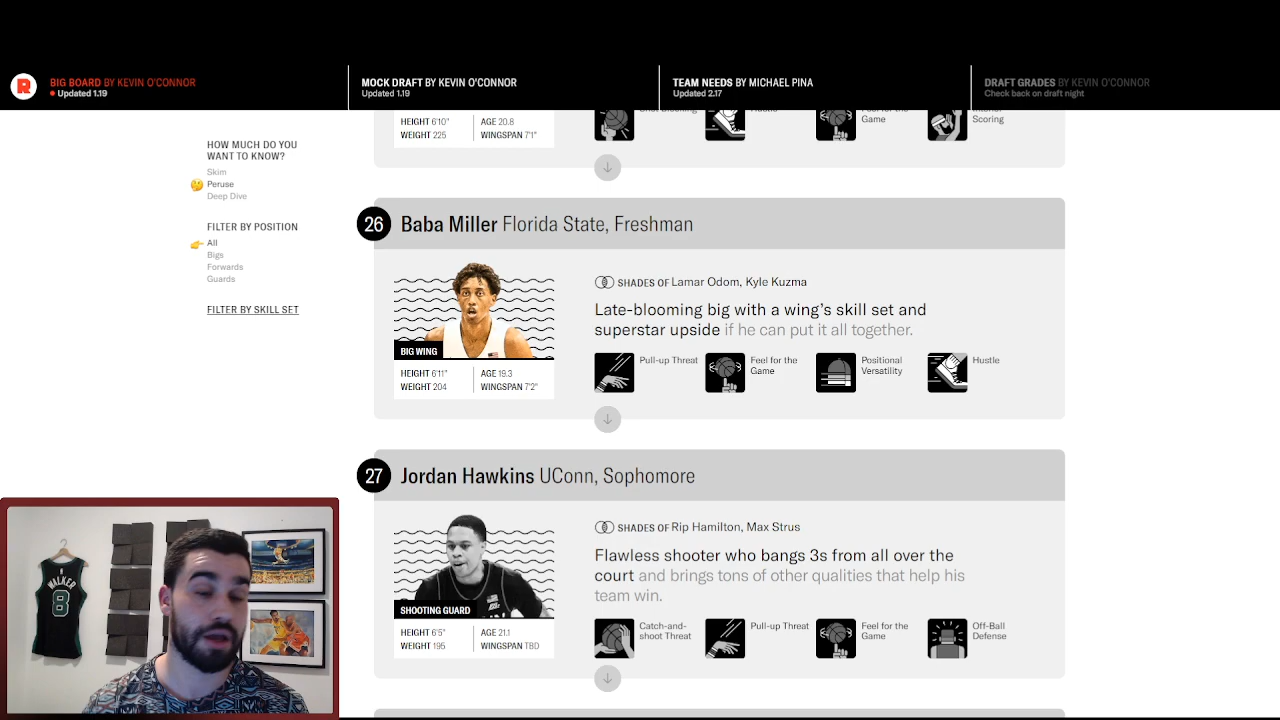 R
BIG BOARD BY KEVIN O'CONNOR
Updated 1.19
MOCK DRAFT BY KEVIN O'CONNOR
Updated 1.19
TEAM NEEDS BY MICHAEL PINA
Updated 2.17
DRAFT GRADES BY KEVIN O'CONNOR
Check back on draft night
HOW MUCH DO YOU
WANT TO KNOW?
Skim
Peruse
Deep Dive
FILTER BY POSITION
All
Bigs
Forwards
Guards
FILTER BY SKILL SET
HEIGHT 6'10"
AGE 20.8
WEIGHT 225
WINGSPAN 7'1"
Game
Scoring
26
Baba Miller Florida State, Freshman
SHADES OF Lamar Odom, Kyle Kuzma
Late-blooming big with a wing's skill set and
superstar upside if he can put it all together.
BIG WING
HEIGHT 6'11"
AGE 19.3
WEIGHT 204
WINGSPAN 7'2"
Pull-up Threat
Feel for the
Game
Positional
Versatility
Hustle
27
Jordan Hawkins UConn, Sophomore
SHADES OF Rip Hamilton, Max Strus
Flawless shooter who bangs 3s from all over the
court and brings tons of other qualities that help his
team win.
SHOOTING GUARD
HEIGHT 6'5"
AGE 21.1
WEIGHT 195
WINGSPAN TBD
Catch-and-
shoot Threat
Pull-up Threat
Feel for the
Game
Off-Ball
Defense
WALKER
8